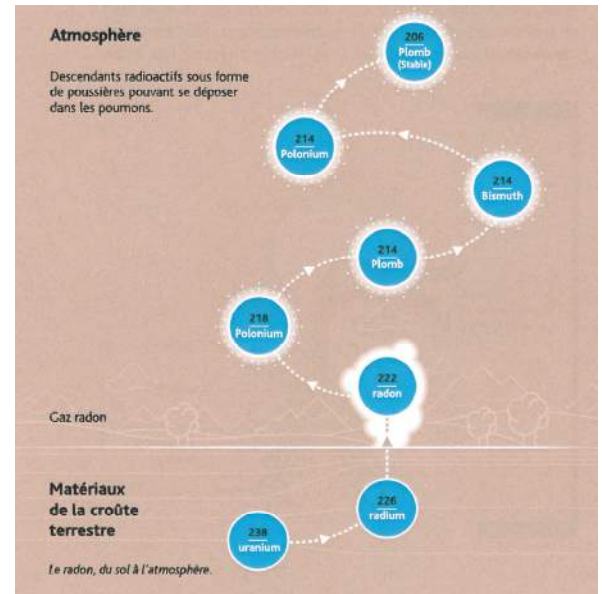 Atmosphère
Descendants radioactifs sous forme
de poussières pouvant se déposer
dans les poumons.
206
Plomb
(Stable)
214
Polonium
214
Bismuth
214
Plomb
218
Polonium
222
radon
Gaz radon
Matériaux
de la croûte
terrestre
226
radium
238
uranium
Le radon, du sol à l'atmosphère.